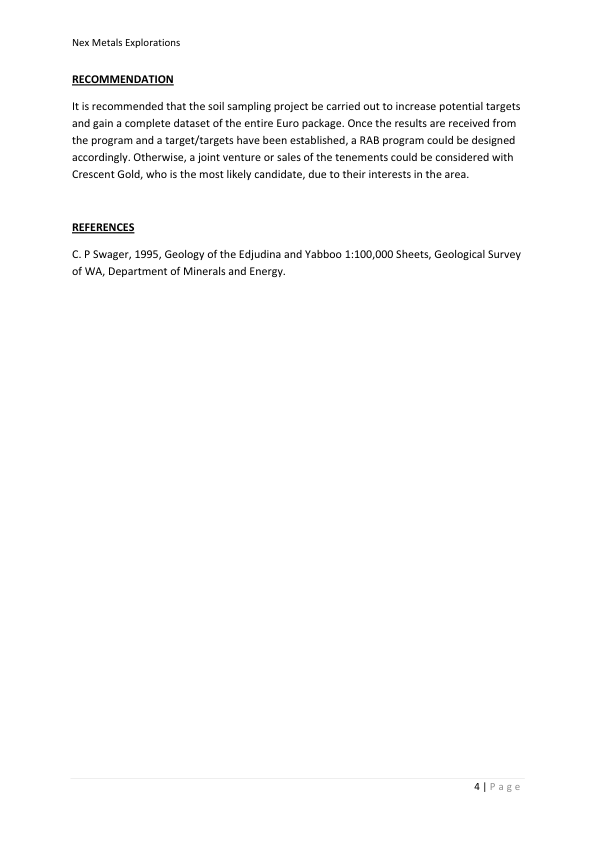 Nex Metals Explorations
RECOMMENDATION
It is recommended that the soil sampling project be carried out to increase potential targets
and gain a complete dataset of the entire Euro package. Once the results are received from
the program and a target/targets have been established, a RAB program could be designed
accordingly. Otherwise, a joint venture or sales of the tenements could be considered with
Crescent Gold, who is the most likely candidate, due to their interests in the area.
REFERENCES
C. P Swager, 1995, Geology of the Edjudina and Yabboo 1:100,000 Sheets, Geological Survey
of WA, Department of Minerals and Energy.
4 | Page